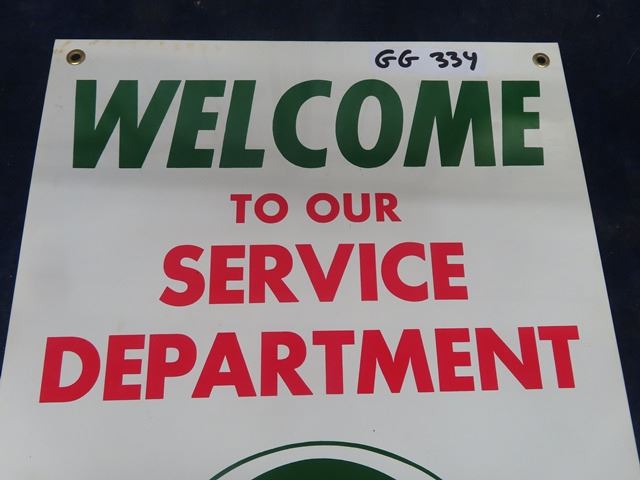 GG 334
WELCOME
TO OUR
SERVICE
DEPARTMENT